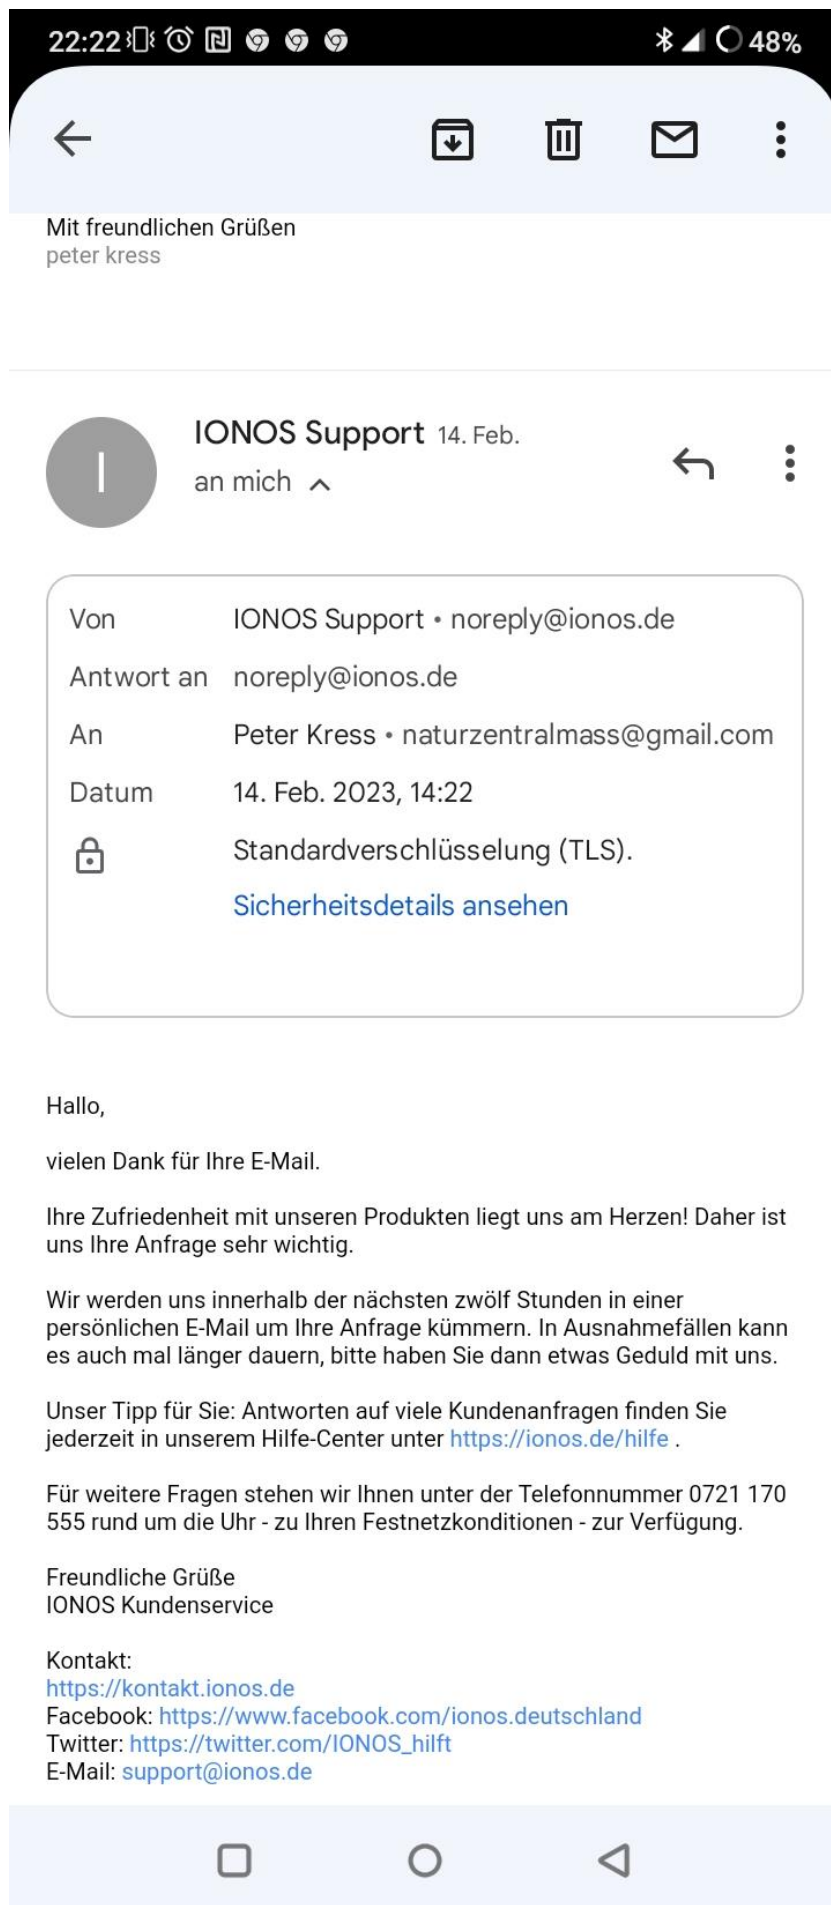 22:22
48%
Mit freundlichen Grüßen
peter kress
I
IONOS Support 14. Feb.
an mich
Von IONOS Support • noreply@ionos.de
Antwort an noreply@ionos.de
An Peter Kress • naturzentralmass@gmail.com
Datum 14. Feb. 2023, 14:22
Standardverschlüsselung (TLS).
Sicherheitsdetails ansehen
Hallo,
vielen Dank für Ihre E-Mail.
Ihre Zufriedenheit mit unseren Produkten liegt uns am Herzen! Daher ist
uns Ihre Anfrage sehr wichtig.
Wir werden uns innerhalb der nächsten zwölf Stunden in einer
persönlichen E-Mail um Ihre Anfrage kümmern. In Ausnahmefällen kann
es auch mal länger dauern, bitte haben Sie dann etwas Geduld mit uns.
Unser Tipp für Sie: Antworten auf viele Kundenanfragen finden Sie
jederzeit in unserem Hilfe-Center unter https://ionos.de/hilfe .
Für weitere Fragen stehen wir Ihnen unter der Telefonnummer 0721 170
555 rund um die Uhr - zu Ihren Festnetzkonditionen - zur Verfügung.
Freundliche Grüße
IONOS Kundenservice
Kontakt:
https://kontakt.ionos.de
Facebook: https://www.facebook.com/ionos.deutschland
Twitter: https://twitter.com/IONOS_hilft
E-Mail: support@ionos.de